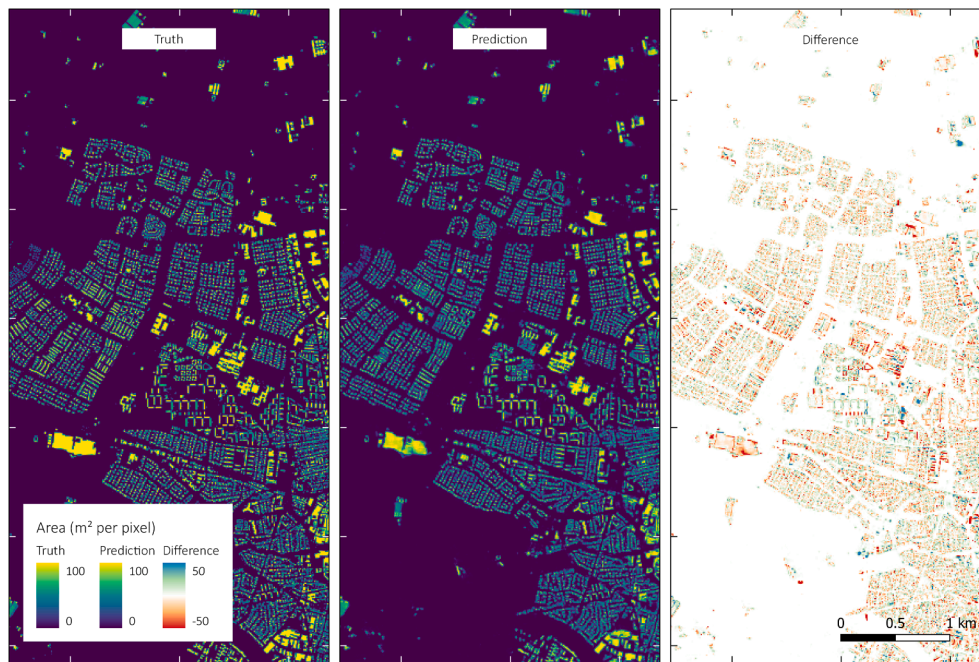 Truth
Prediction
Difference
Area (m² per pixel)
Truth Prediction Difference
100 100 50
0 0 -50
0 0.5 1 km